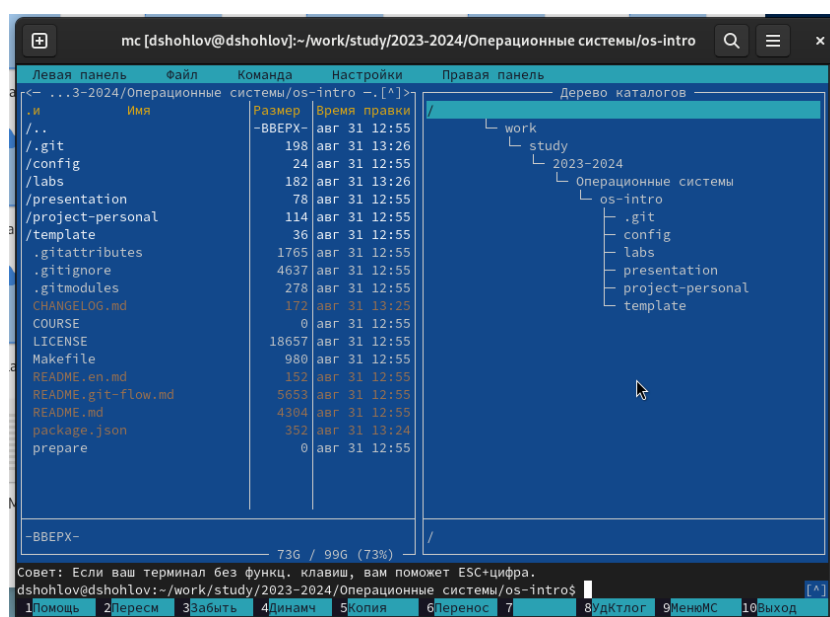 mc [dshohlov@dshohlov]:~/work/study/2023-2024/Операционные системы/os-intro
Левая панель Файл Команда Настройки Правая панель
<— ...3-2024/Операционные системы/os-intro —.[^]>
.и Имя Размер Время правки
/.. -ВВЕРХ- авг 31 12:55
/.git 198 авг 31 13:26
/config 24 авг 31 12:55
/labs 182 авг 31 13:26
/presentation 78 авг 31 12:55
/project-personal 114 авг 31 12:55
/template 36 авг 31 12:55
.gitattributes 1765 авг 31 12:55
.gitignore 4637 авг 31 12:55
.gitmodules 278 авг 31 12:55
CHANGELOG.md 172 авг 31 13:25
COURSE 0 авг 31 12:55
LICENSE 18657 авг 31 12:55
Makefile 980 авг 31 12:55
README.en.md 152 авг 31 12:55
README.git-flow.md 5653 авг 31 12:55
README.md 4304 авг 31 12:55
package.json 352 авг 31 13:24
prepare 0 авг 31 12:55
-ВВЕРХ-
73G / 99G (73%)
Дерево каталогов
/
work
study
2023-2024
Операционные системы
os-intro
.git
config
labs
presentation
project-personal
template
/
Совет: Если ваш терминал без функц. клавиш, вам поможет ESC+цифра.
dshohlov@dshohlov:~/work/study/2023-2024/Операционные системы/os-intro$ [^]
1Помощь 2Пересм 3Забыть 4Динамч 5Копия 6Перенос 7 8УдКтлог 9МенюMC 10Выход